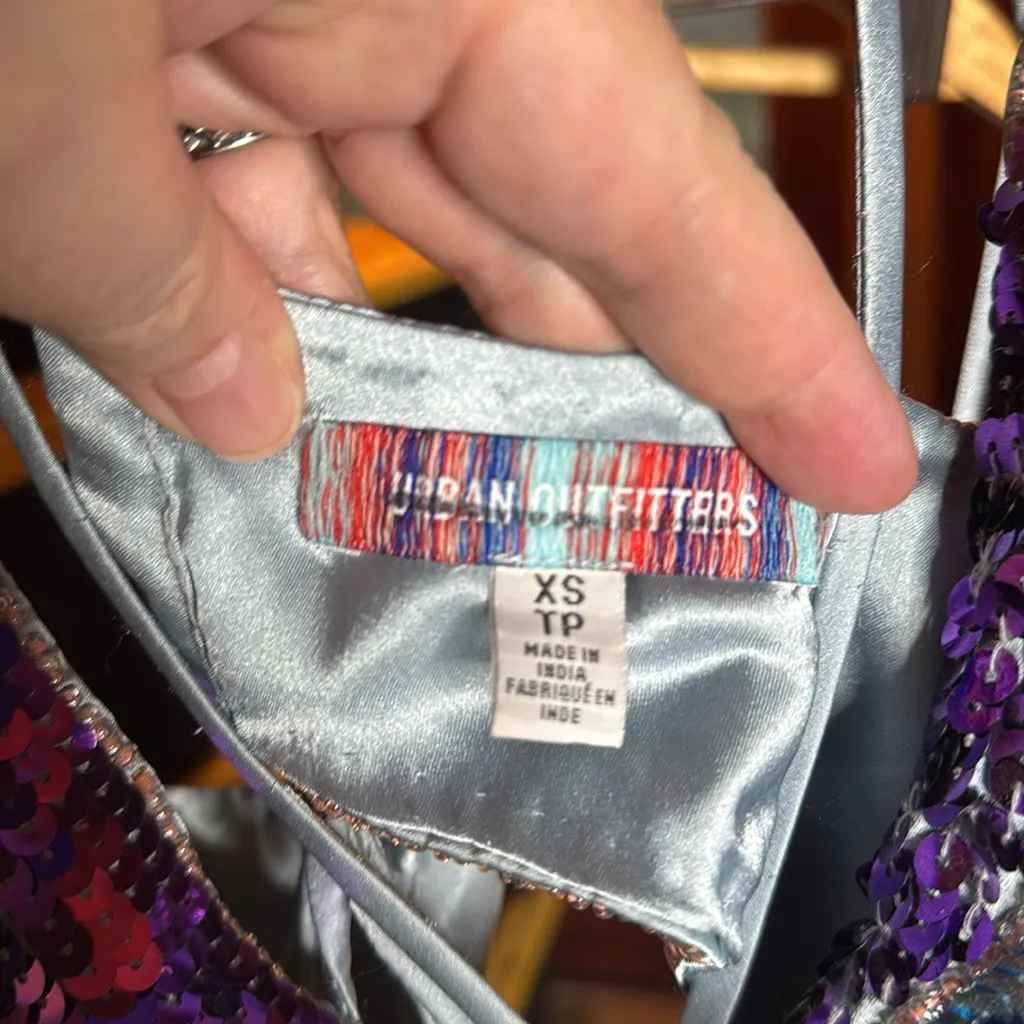 URBAN OUTFITTERS
XS
TP
MADE IN
INDIA
FABRIQUÉ EN
INDE